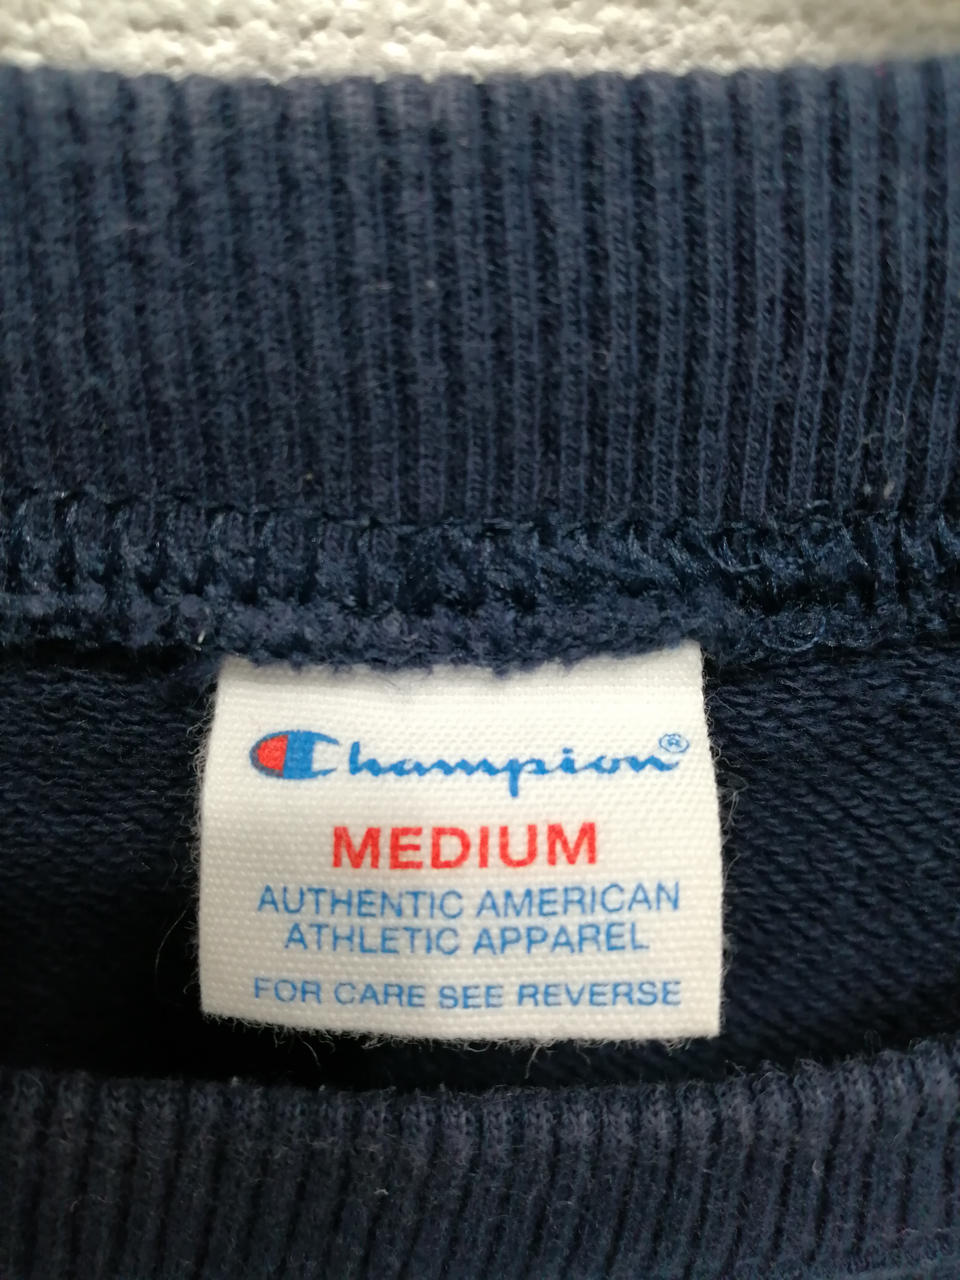 Champion®
MEDIUM
AUTHENTIC AMERICAN
ATHLETIC APPAREL
FOR CARE SEE REVERSE